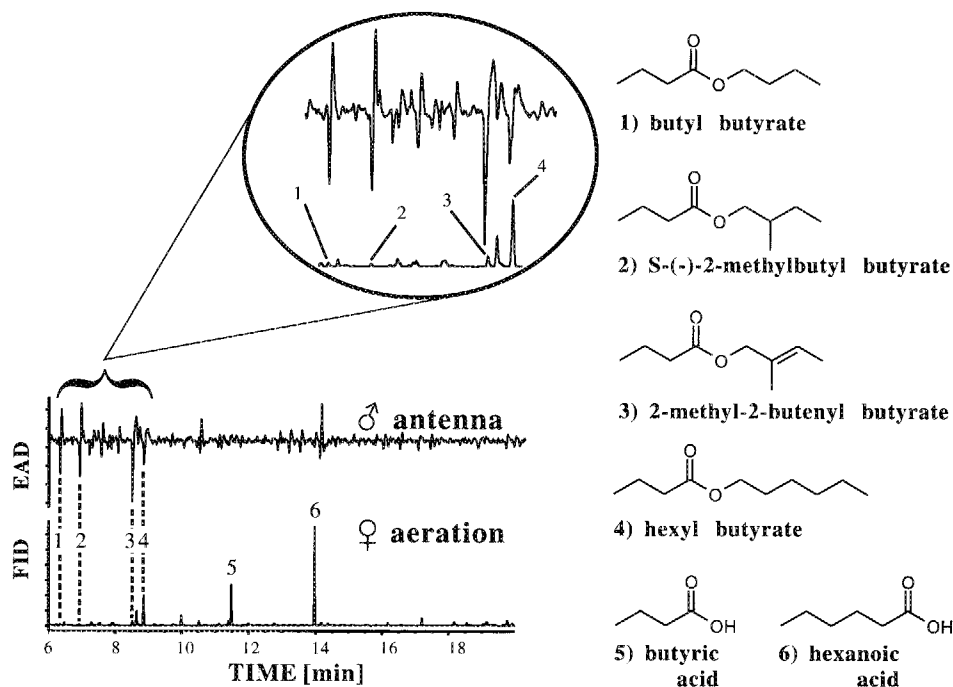 1
2
3
4
O
O
1) butyl butyrate
O
O
2) S-(-)-2-methylbutyl butyrate
O
O
3) 2-methyl-2-butenyl butyrate
O
O
4) hexyl butyrate
O
OH
5) butyric
acid
O
OH
6) hexanoic
acid
EAD
♂ antenna
FID
♀ aeration
1
2
3
4
5
6
6
8
10
12
14
16
18
TIME [min]